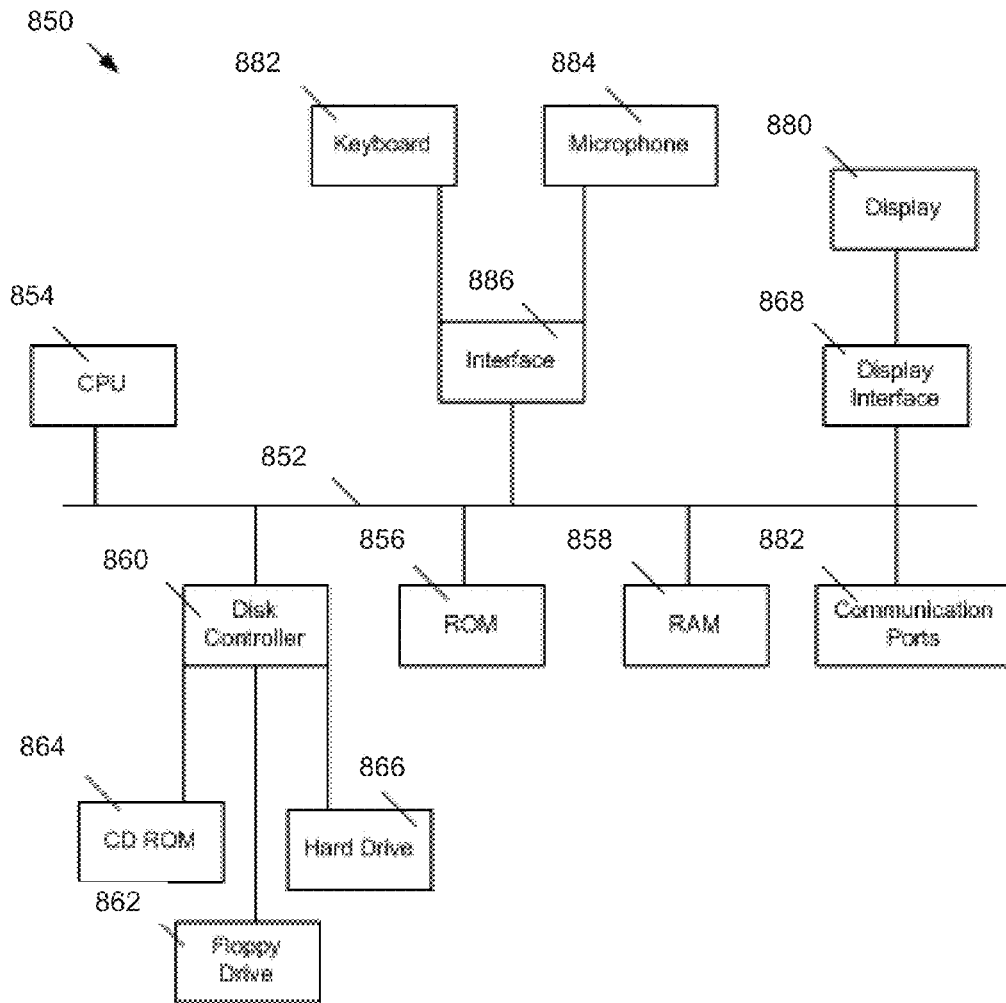 850
882
884
Keyboard
Microphone
880
Display
854
886
868
CPU
Interface
Display
Interface
852
860
856
858
882
Disk
Controller
ROM
RAM
Communication
Ports
864
866
CD ROM
Hard Drive
862
Floppy
Drive